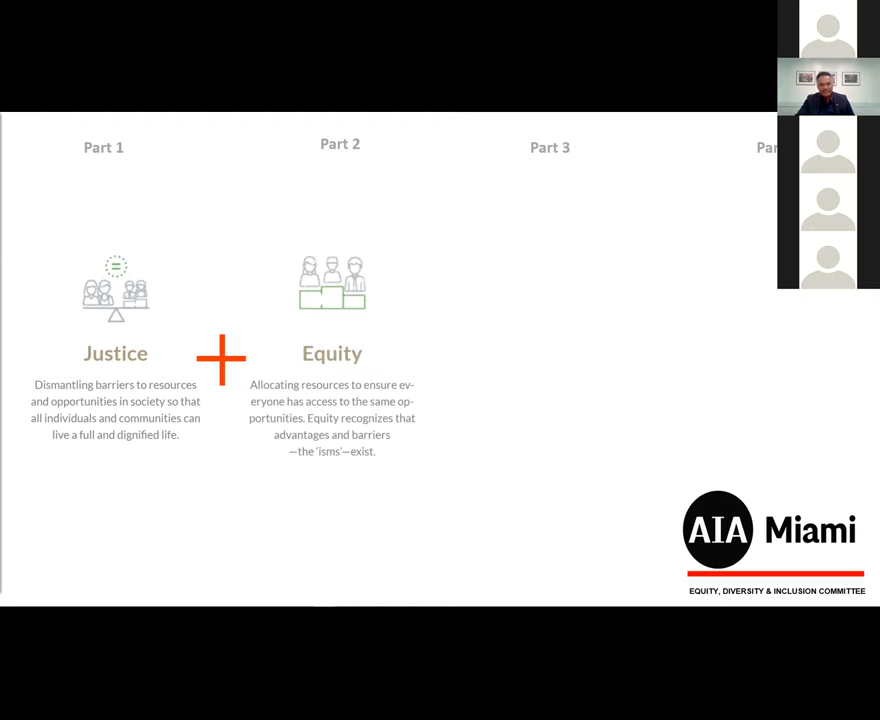 Part 1
Part 2
Part 3
Par
=
Justice
Dismantling barriers to resources
and opportunities in society so that
all individuals and communities can
live a full and dignified life.
Equity
Allocating resources to ensure ev-
eryone has access to the same op-
portunities. Equity recognizes that
advantages and barriers
—the ‘isms’—exist.
AIA Miami
EQUITY, DIVERSITY & INCLUSION COMMITTEE